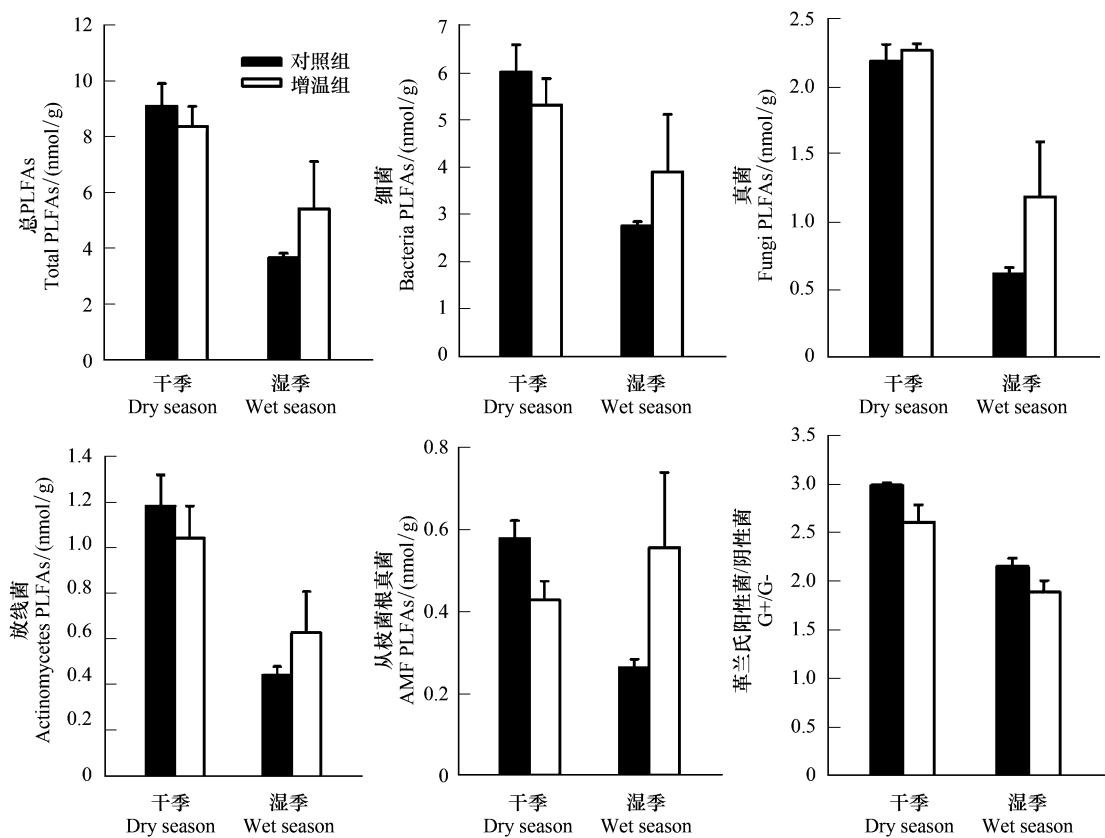 总PLFAs
Total PLFAs/(nmol/g)
12
10
8
6
4
2
0
对照组
增温组
干季
湿季
Dry season
Wet season
细菌
Bacteria PLFAs/(nmol/g)
7
6
5
4
3
2
1
0
干季
湿季
Dry season
Wet season
真菌
Fungi PLFAs/(nmol/g)
2.5
2.0
1.5
1.0
0.5
0
干季
湿季
Dry season
Wet season
放线菌
Actinomycetes PLFAs/(nmol/g)
1.4
1.2
1.0
0.8
0.6
0.4
0.2
0
干季
湿季
Dry season
Wet season
从枝菌根真菌
AMF PLFAs/(nmol/g)
0.8
0.6
0.4
0.2
0
干季
湿季
Dry season
Wet season
革兰氏阳性菌/阴性菌
G+/G-
3.5
3.0
2.5
2.0
1.5
1.0
0.5
0
干季
湿季
Dry season
Wet season